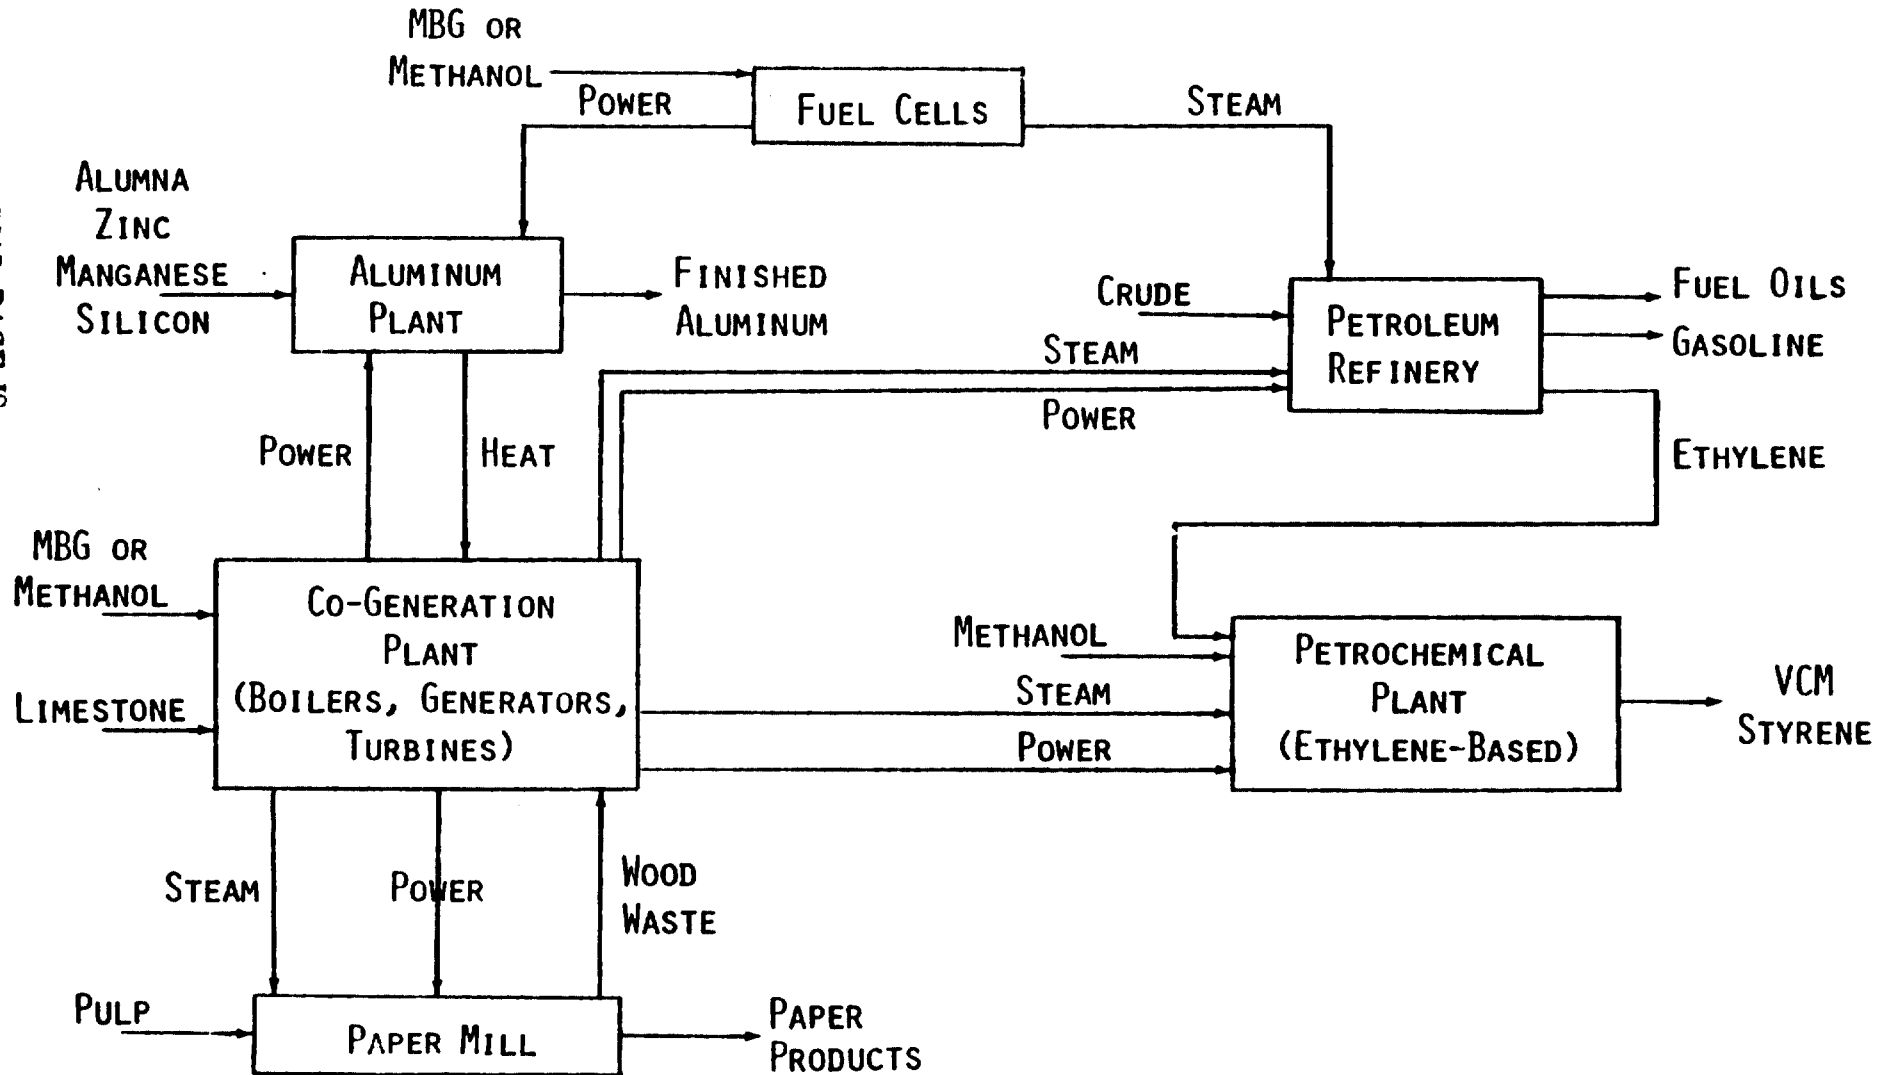 MBG OR
METHANOL
POWER
FUEL CELLS
STEAM
ALUMNA
ZINC
MANGANESE
SILICON
ALUMINUM
PLANT
FINISHED
ALUMINUM
CRUDE
STEAM
POWER
PETROLEUM
REFINERY
FUEL OILS
GASOLINE
POWER
HEAT
ETHYLENE
MBG OR
METHANOL
LIMESTONE
CO-GENERATION
PLANT
(BOILERS, GENERATORS,
TURBINES)
METHANOL
STEAM
POWER
PETROCHEMICAL
PLANT
(ETHYLENE-BASED)
VCM
STYRENE
STEAM
POWER
WOOD
WASTE
PULP
PAPER MILL
PAPER
PRODUCTS